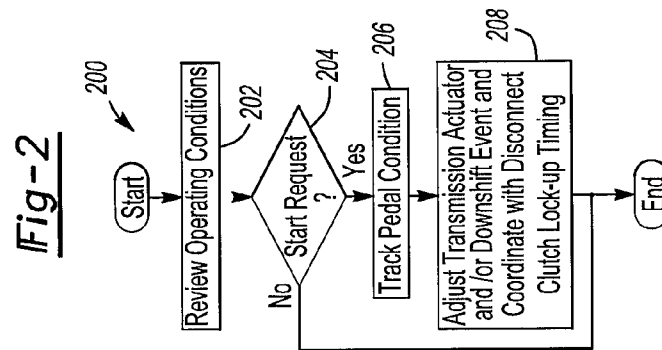 Fig-2
200
Start
Review Operating Conditions
202
Start Request
?
204
No
Yes
Track Pedal Condition
206
Adjust Transmission Actuator
and /or Downshift Event and
Coordinate with Disconnect
Clutch Lock-up Timing
208
End